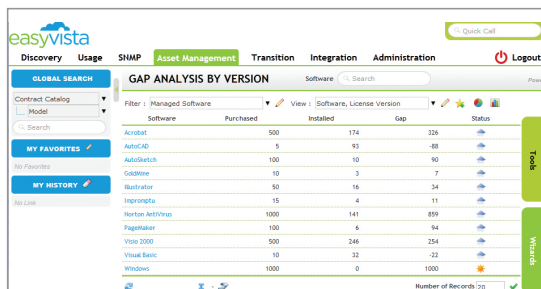 easyvista
Quick Call
Discovery Usage SNMP Asset Management Transition Integration Administration Logout
GLOBAL SEARCH
GAP ANALYSIS BY VERSION Software Search
Contract Catalog
Model
Search
Filter : Managed Software View : Software, License Version
Software Purchased Installed Gap Status
Acrobat 500 174 326
AutoCAD 5 93 -88
AutoSketch 100 10 90
GoldMine 10 3 7
Illustrator 50 16 34
Impromptu 15 4 11
Norton AntiVirus 1000 141 859
PageMaker 100 6 94
Visio 2000 500 246 254
Visual Basic 10 32 -22
Windows 1000 0 1000
MY FAVORITES
No Favorites
MY HISTORY
No Link
Tools
Wizards
Number of Records 20